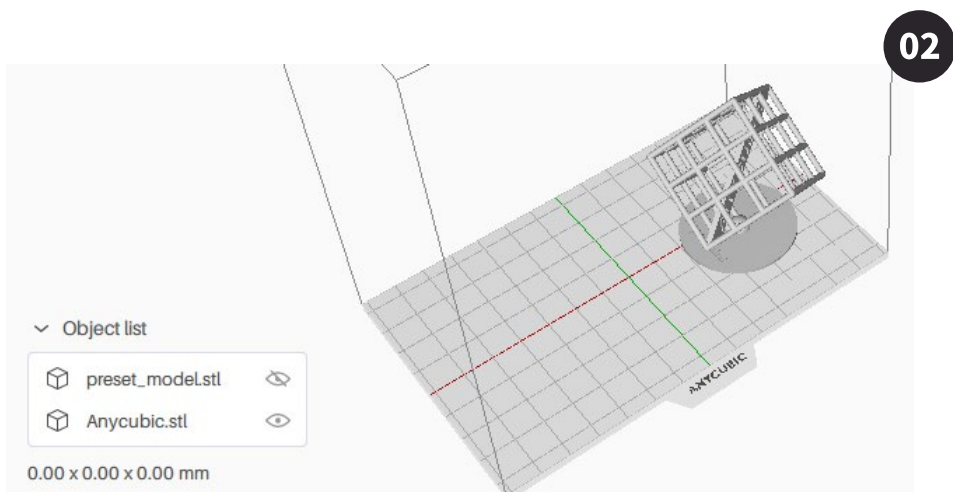 02
ANYCUBIC
Object list
preset_model.stl
Anycubic.stl
0.00 x 0.00 x 0.00 mm